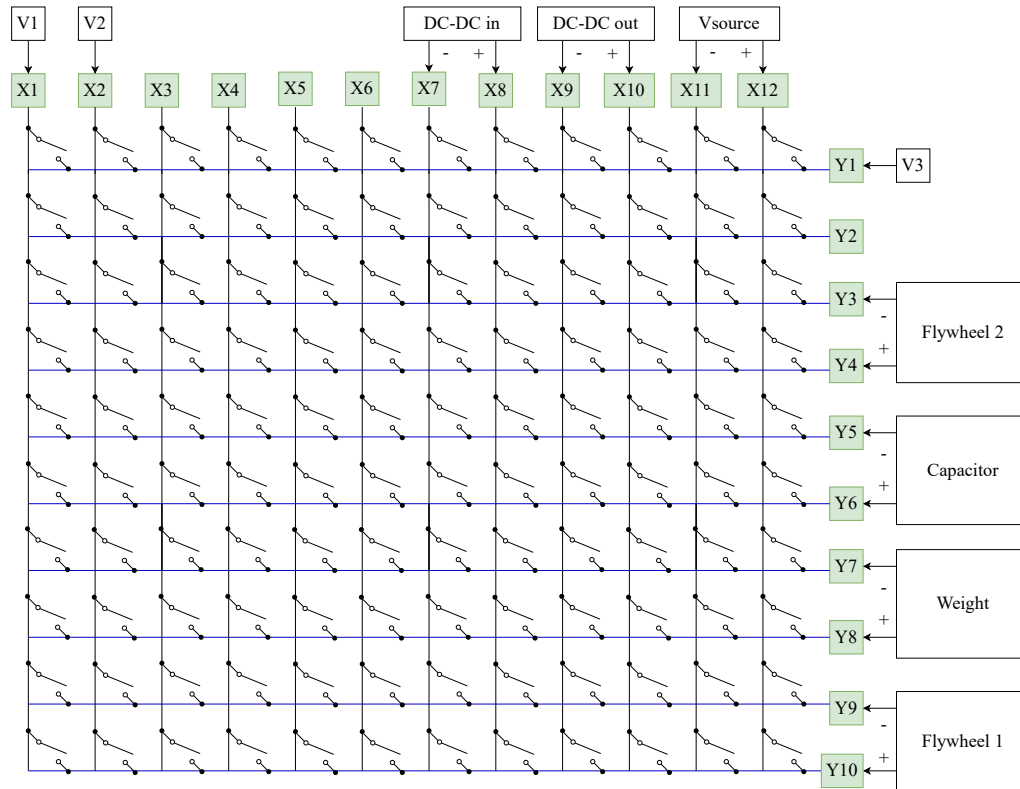 V1 V2 DC-DC in DC-DC out Vsource
- + - + - +
X1 X2 X3 X4 X5 X6 X7 X8 X9 X10 X11 X12
Y1 V3
Y2
Y3
-
Flywheel 2
+
Y4
Y5
-
Capacitor
+
Y6
Y7
-
Weight
+
Y8
Y9
-
Flywheel 1
+
Y10